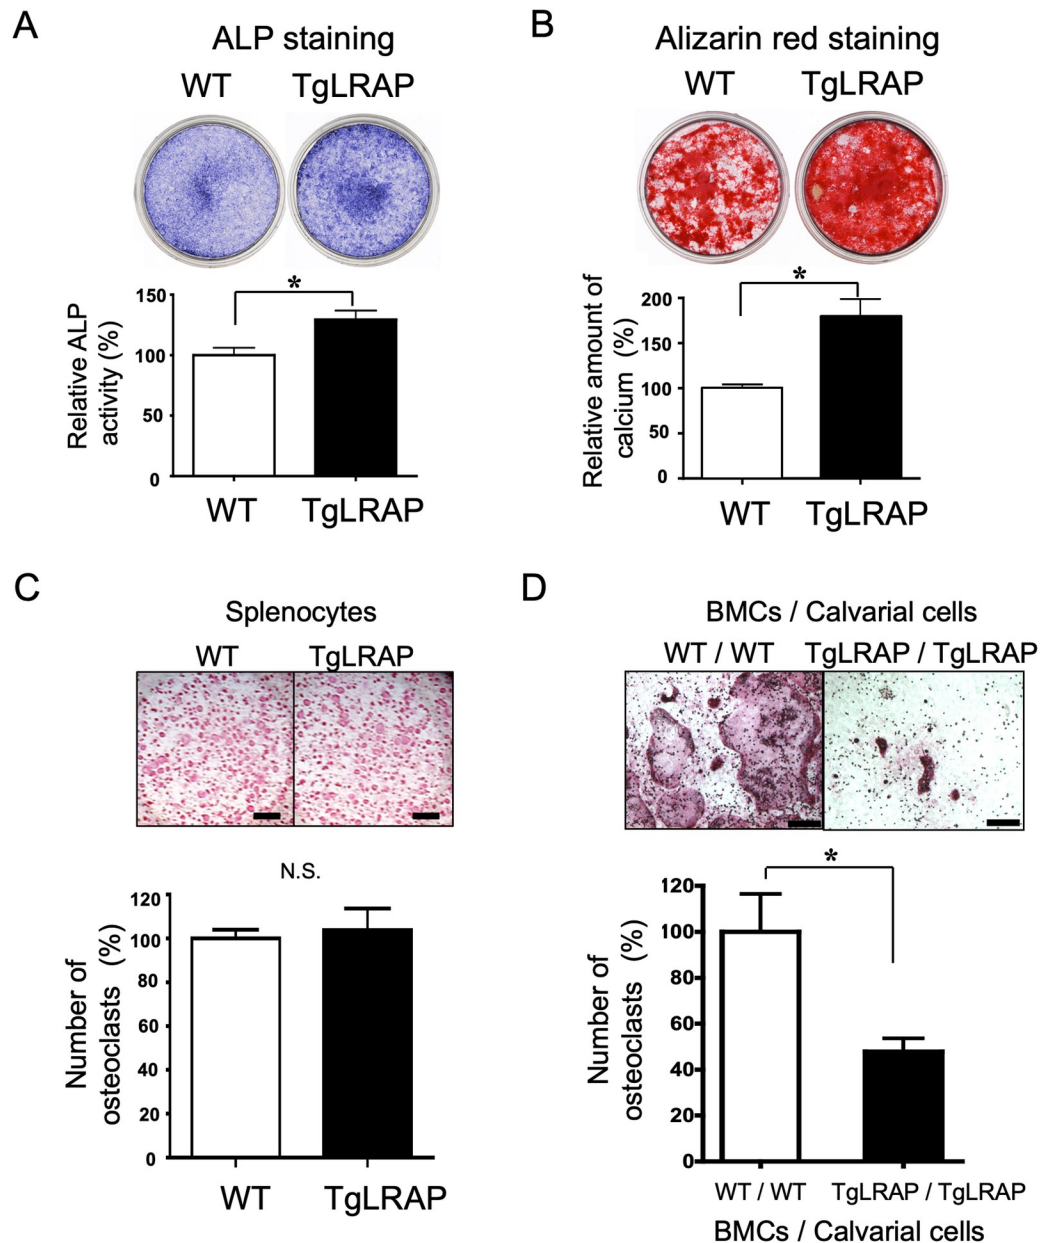 A
ALP staining
WT TgLRAP
*
150
100
50
0
Relative ALP
activity (%)
WT TgLRAP
B
Alizarin red staining
WT TgLRAP
*
200
150
100
50
0
Relative amount of
calcium (%)
WT TgLRAP
C
Splenocytes
WT TgLRAP
N.S.
120
100
80
60
40
20
0
Number of
osteoclasts (%)
WT TgLRAP
D
BMCs / Calvarial cells
WT / WT TgLRAP / TgLRAP
*
120
100
80
60
40
20
0
Number of
osteoclasts (%)
WT / WT TgLRAP / TgLRAP
BMCs / Calvarial cells